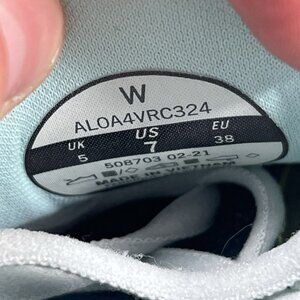 W
AL0A4VRC324
UK US EU
5 7 38
508703 02-21
MADE IN VIETNAM